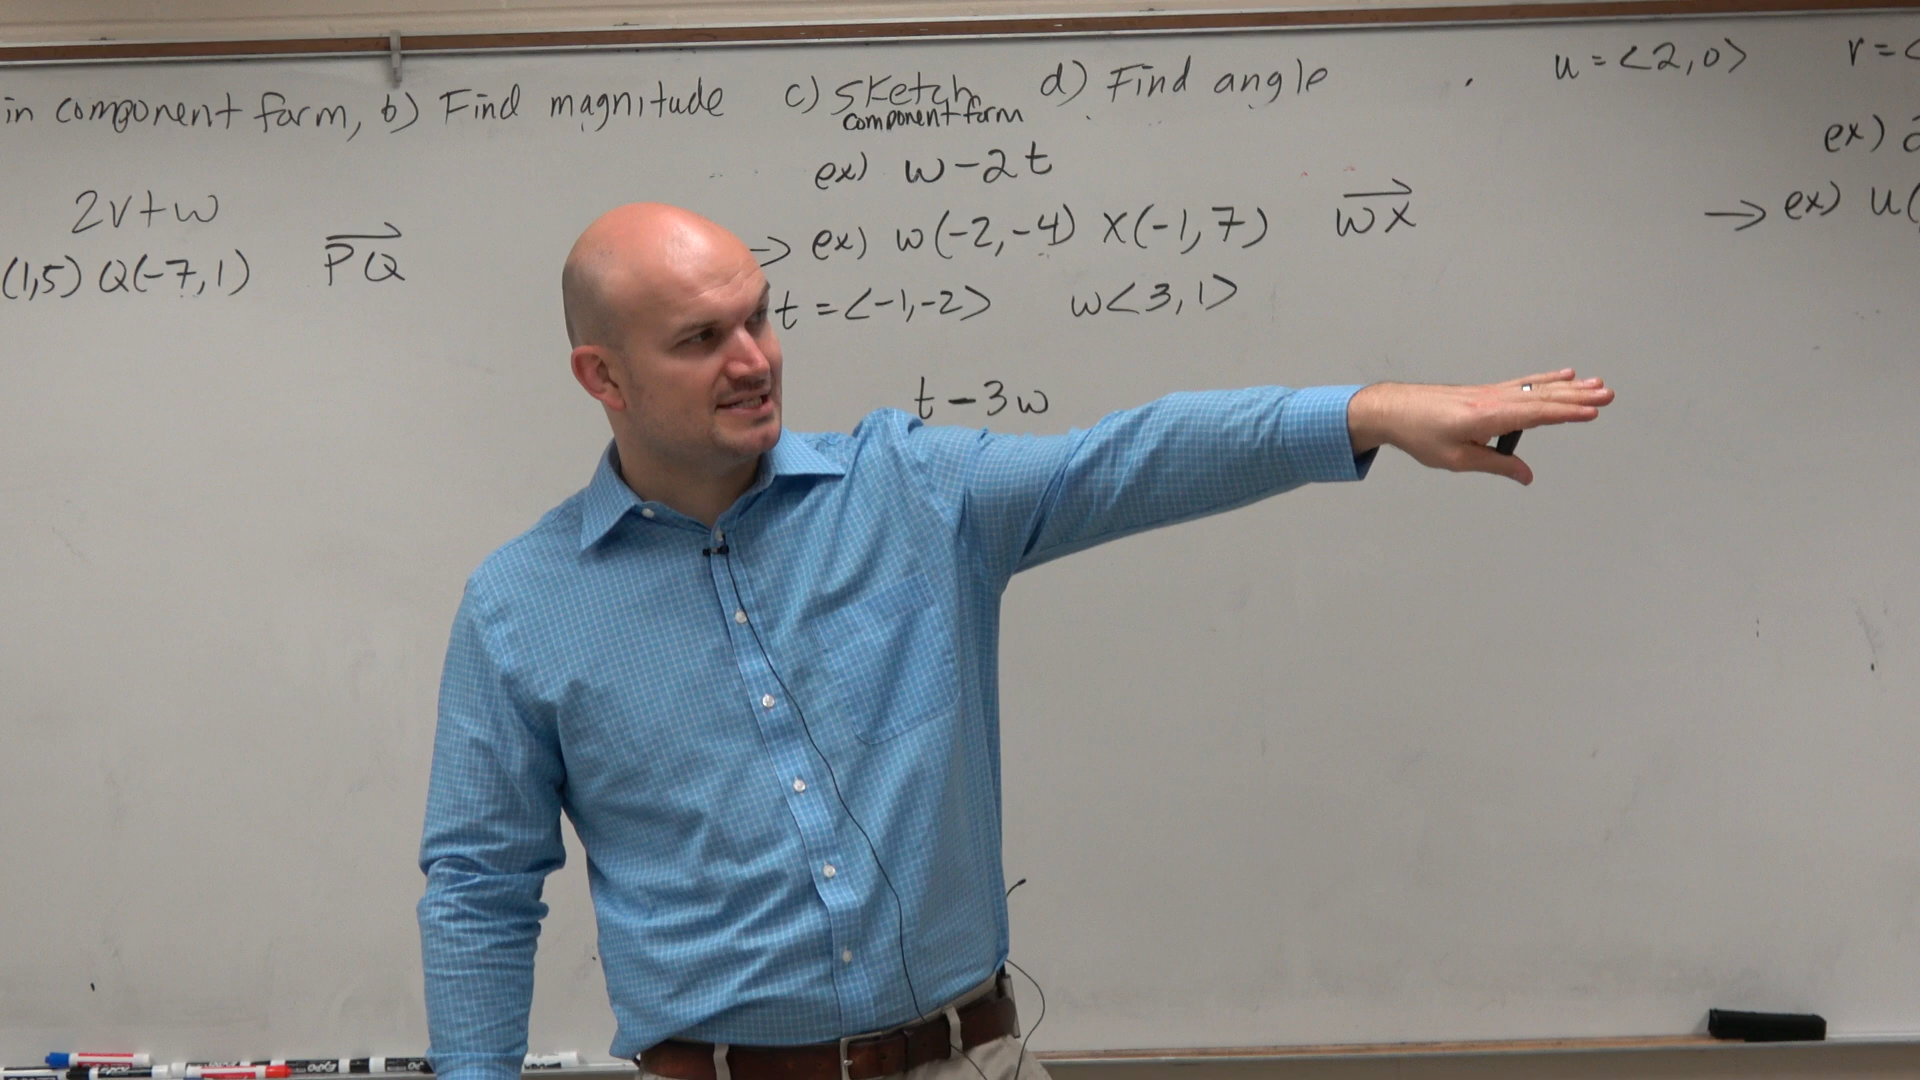 in component form, b) Find magnitude c) sketch d) Find angle
component form
u = <2,0> v = <
ex) w - 2t
ex)
2v + w
→ ex) w(-2,-4) X(-1,7) WX
→ ex) u(
(1,5) Q(-7,1) PQ
t = <-1,-2> w<3,1>
t - 3w
EXPO